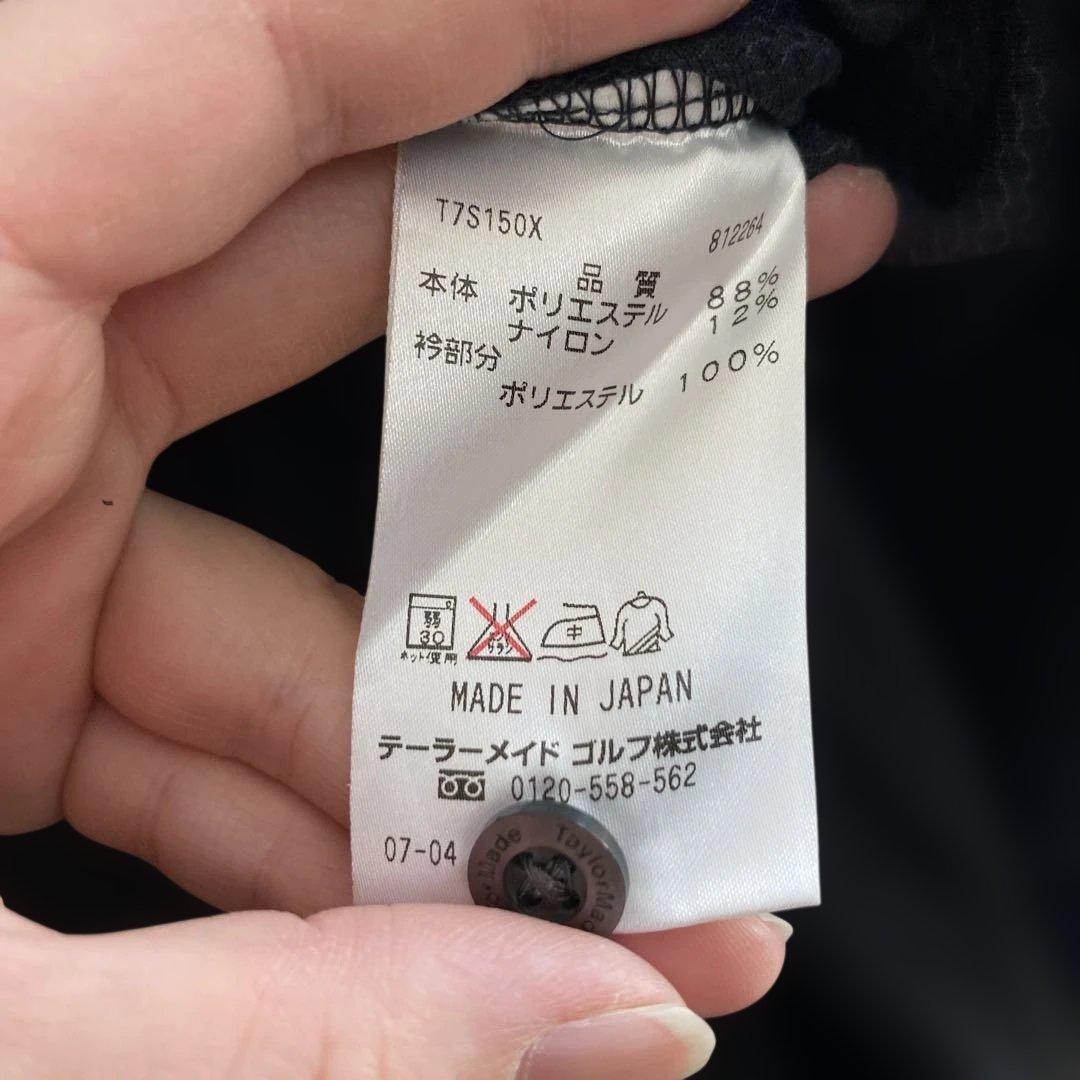 T7S150X 812264
品質
本体 ポリエステル 88%
ナイロン 12%
衿部分
ポリエステル 100%
弱
30
ネット使用
中
MADE IN JAPAN
テーラーメイド ゴルフ株式会社
0120-558-562
07-04
TaylorMade